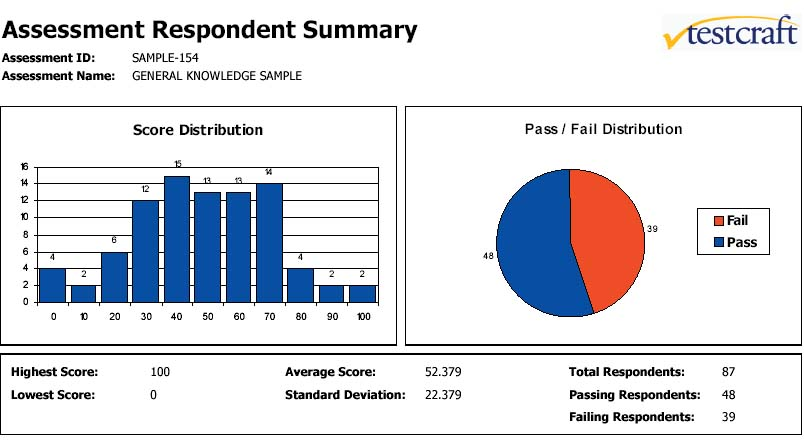 Assessment Respondent Summary
testcraft
Assessment ID: SAMPLE-154
Assessment Name: GENERAL KNOWLEDGE SAMPLE
Score Distribution
16
14
12
10
8
6
4
2
0
4
2
6
12
15
13
13
14
4
2
2
0 10 20 30 40 50 60 70 80 90 100
Pass / Fail Distribution
39
48
Fail
Pass
Highest Score: 100 Average Score: 52.379 Total Respondents: 87
Lowest Score: 0 Standard Deviation: 22.379 Passing Respondents: 48
Failing Respondents: 39